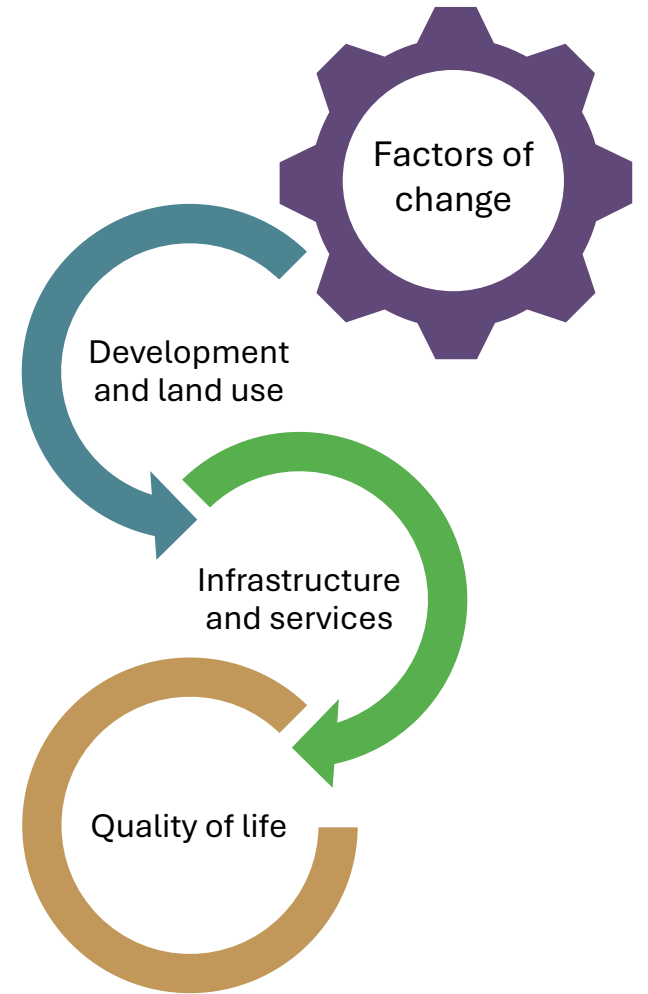 Factors of
change
Development
and land use
Infrastructure
and services
Quality of life